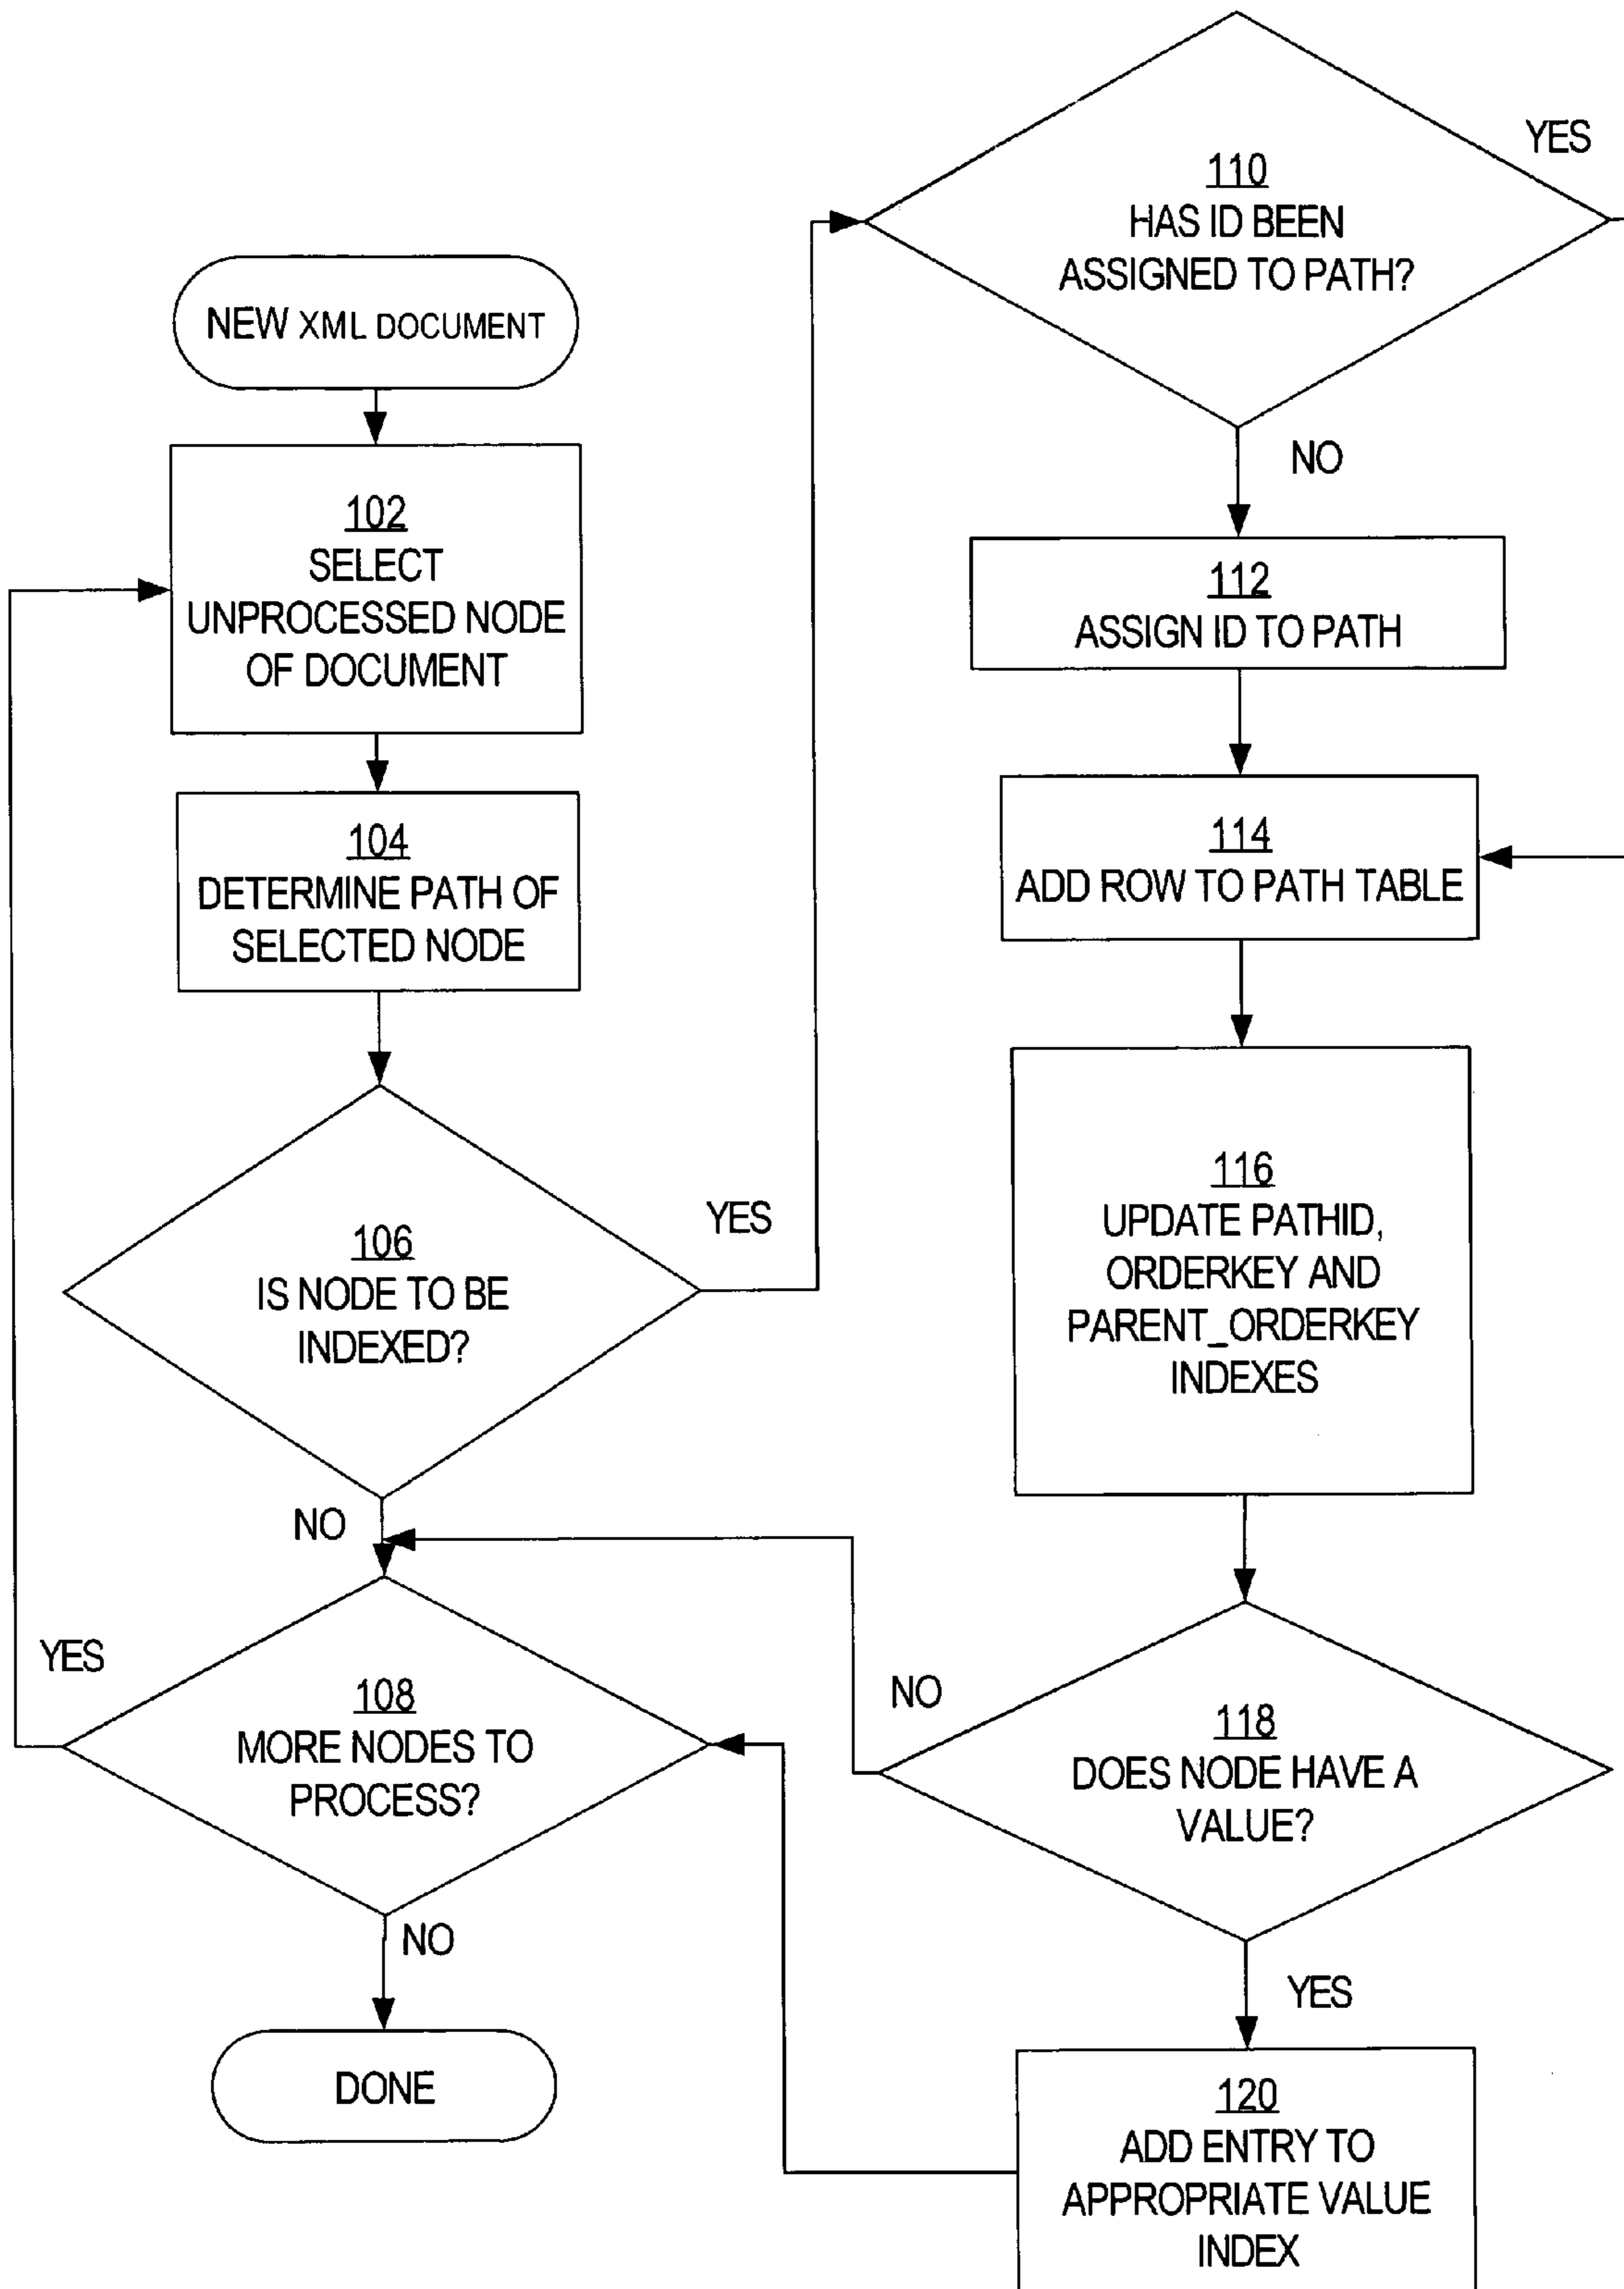 NEW XML DOCUMENT
102
SELECT
UNPROCESSED NODE
OF DOCUMENT
104
DETERMINE PATH OF
SELECTED NODE
106
IS NODE TO BE
INDEXED?
YES
NO
108
MORE NODES TO
PROCESS?
YES
NO
DONE
110
HAS ID BEEN
ASSIGNED TO PATH?
YES
NO
112
ASSIGN ID TO PATH
114
ADD ROW TO PATH TABLE
116
UPDATE PATHID,
ORDERKEY AND
PARENT_ORDERKEY
INDEXES
118
DOES NODE HAVE A
VALUE?
NO
YES
120
ADD ENTRY TO
APPROPRIATE VALUE
INDEX